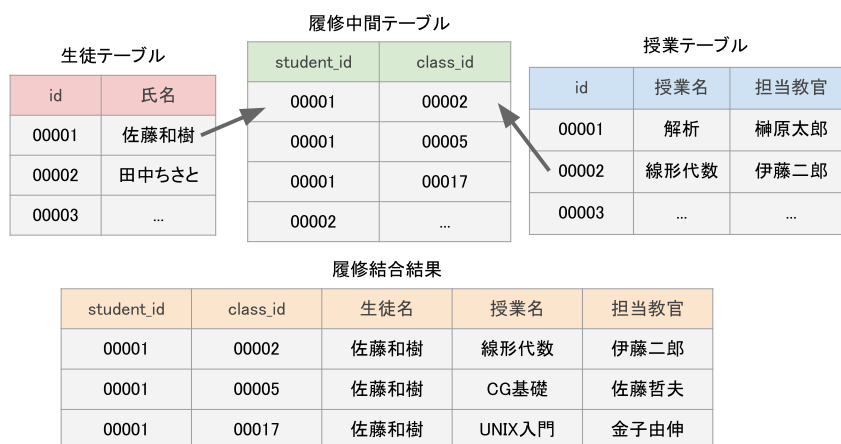 生徒テーブル
id 氏名
00001 佐藤和樹
00002 田中ちさと
00003 ...
履修中間テーブル
student_id class_id
00001 00002
00001 00005
00001 00017
00002 ...
授業テーブル
id 授業名 担当教官
00001 解析 榊原太郎
00002 線形代数 伊藤二郎
00003 ... ...
履修結合結果
student_id class_id 生徒名 授業名 担当教官
00001 00002 佐藤和樹 線形代数 伊藤二郎
00001 00005 佐藤和樹 CG基礎 佐藤哲夫
00001 00017 佐藤和樹 UNIX入門 金子由伸